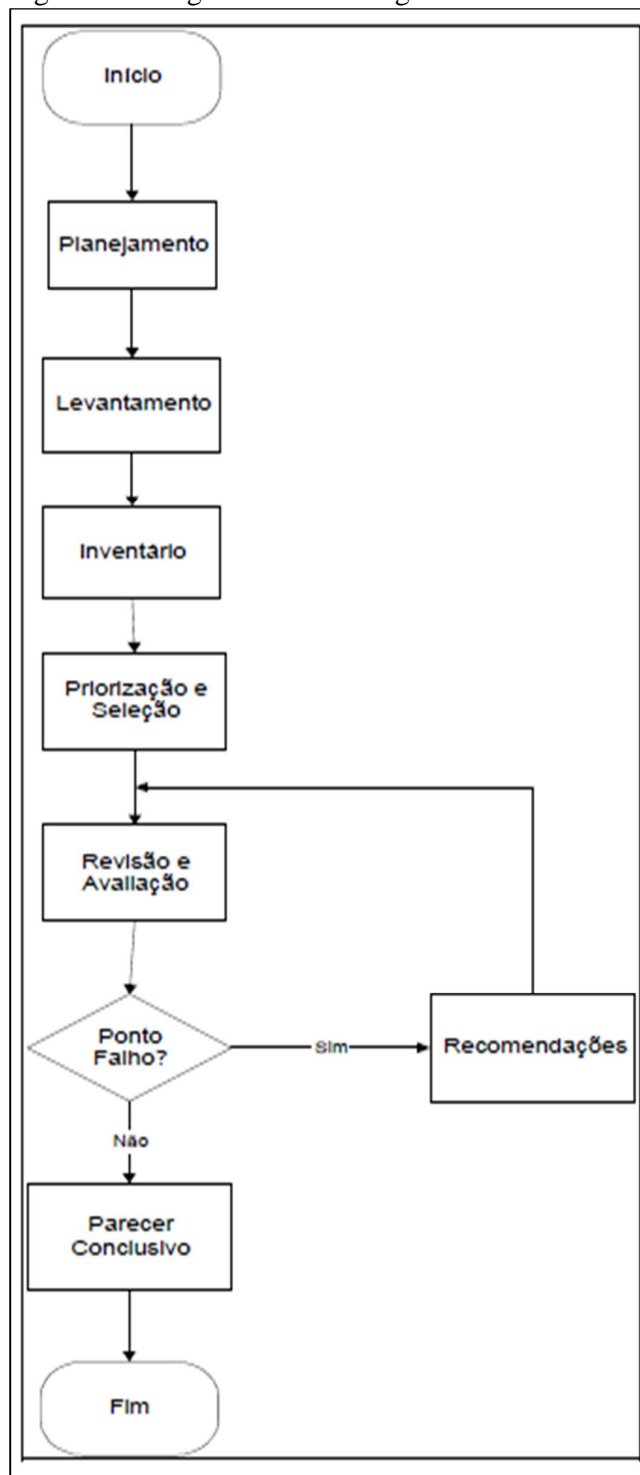 Início
Planejamento
Levantamento
Inventário
Priorização e
Seleção
Revisão e
Avaliação
Ponto
Falho?
Sim
Recomendações
Não
Parecer
Conclusivo
Fim